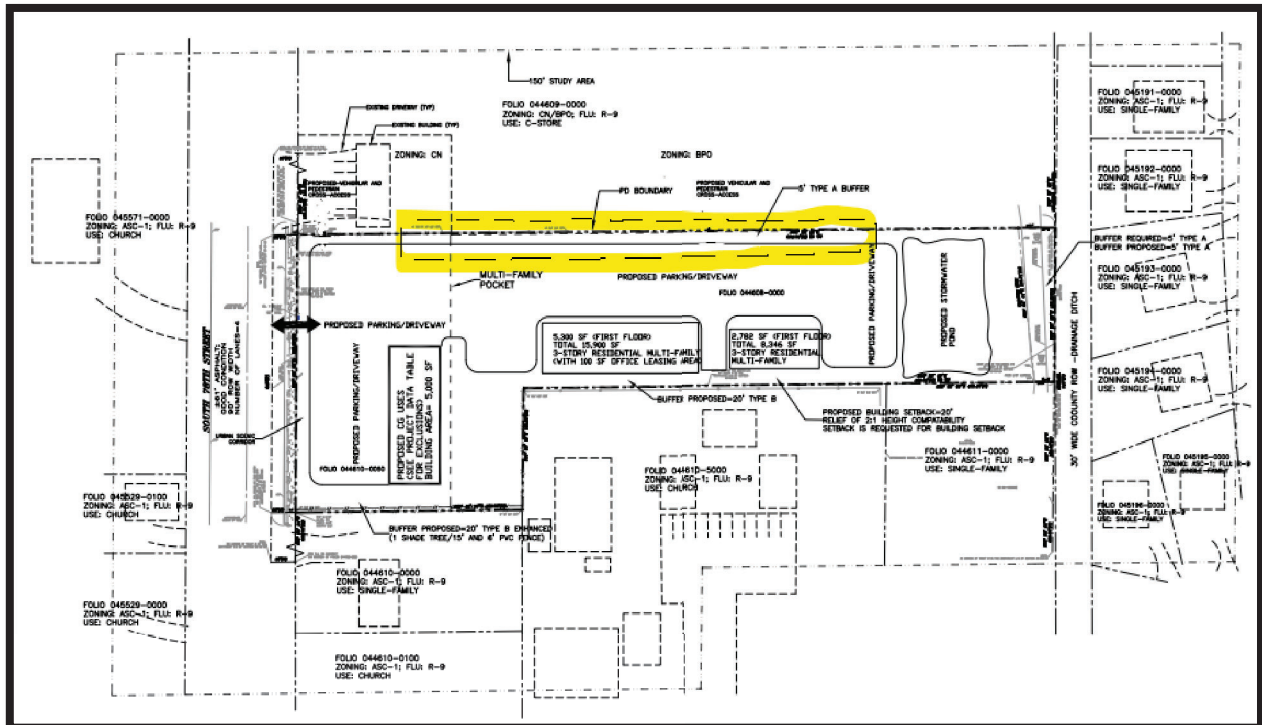 150' STUDY AREA
FOLIO 044609-0000
ZONING: CN/BPO; FLU: R-9
USE: C-STORE
EXISTING DRIVEWAY (TYP)
EXISTING BUILDING (TYP)
ZONING: CN
ZONING: BPO
PROPOSED VEHICULAR AND
PEDESTRIAN
CROSS-ACCESS
IPD BOUNDARY
PROPOSED VEHICULAR AND
PEDESTRIAN
CROSS-ACCESS
5' TYPE A BUFFER
FOLIO 045191-0000
ZONING: ASC-1; FLU: R-9
USE: SINGLE-FAMILY
FOLIO 045192-0000
ZONING: ASC-1; FLU: R-9
USE: SINGLE-FAMILY
FOLIO 045571-0000
ZONING: ASC-1; FLU: R-9
USE: CHURCH
BUFFER REQUIRED=5' TYPE A
BUFFER PROPOSED=5' TYPE A
FOLIO 045193-0000
ZONING: ASC-1; FLU: R-9
USE: SINGLE-FAMILY
MULTI-FAMILY
POCKET
PROPOSED PARKING/DRIVEWAY
FOLIO 044608-0000
PROPOSED PARKING/DRIVEWAY
PROPOSED STORMWATER
POND
PROPOSED PARKING/DRIVEWAY
5,300 SF (FIRST FLOOR)
TOTAL 15,900 SF
3-STORY RESIDENTIAL MULTI-FAMILY
(WITH 100 SF OFFICE LEASING AREA)
2,782 SF (FIRST FLOOR)
TOTAL 8,346 SF
3-STORY RESIDENTIAL
MULTI-FAMILY
SOUTH 78TH STREET
±61' ASPHALT;
GOOD CONDITION
90' ROW WIDTH
NUMBER OF LANES=4
FOLIO 045194-0000
ZONING: ASC-1; FLU: R-9
USE: SINGLE-FAMILY
50' WIDE COUNTY ROW -DRAINAGE DITCH
BUFFER PROPOSED=20' TYPE B
PROPOSED BUILDING SETBACK=20'
RELIEF OF 2:1 HEIGHT COMPATABILITY
SETBACK IS REQUESTED FOR BUILDING SETBACK
URBAN SCENIC
CORRIDOR
PROPOSED PARKING/DRIVEWAY
PROPOSED CG USES
(SEE PROJECT DATA TABLE
FOR EXCLUSIONS)
BUILDING AREA= 5,000 SF
FOLIO 044610-0050
FOLIO 044610-5000
ZONING: ASC-1; FLU: R-9
USE: CHURCH
FOLIO 044611-0000
ZONING: ASC-1; FLU: R-9
USE: SINGLE-FAMILY
FOLIO 045195-0000
ZONING: ASC-1; FLU: R-9
USE: SINGLE-FAMILY
FOLIO 045529-0100
ZONING: ASC-1; FLU: R-9
USE: CHURCH
FOLIO 045196-0000
ZONING: ASC-1; FLU: R-9
USE: SINGLE-FAMILY
BUFFER PROPOSED=20' TYPE B ENHANCED
(1 SHADE TREE/15' AND 6' PVC FENCE)
FOLIO 044610-0000
ZONING: ASC-1; FLU: R-9
USE: SINGLE-FAMILY
FOLIO 045529-0000
ZONING: ASC-1; FLU: R-9
USE: CHURCH
FOLIO 044610-0100
ZONING: ASC-1; FLU: R-9
USE: CHURCH